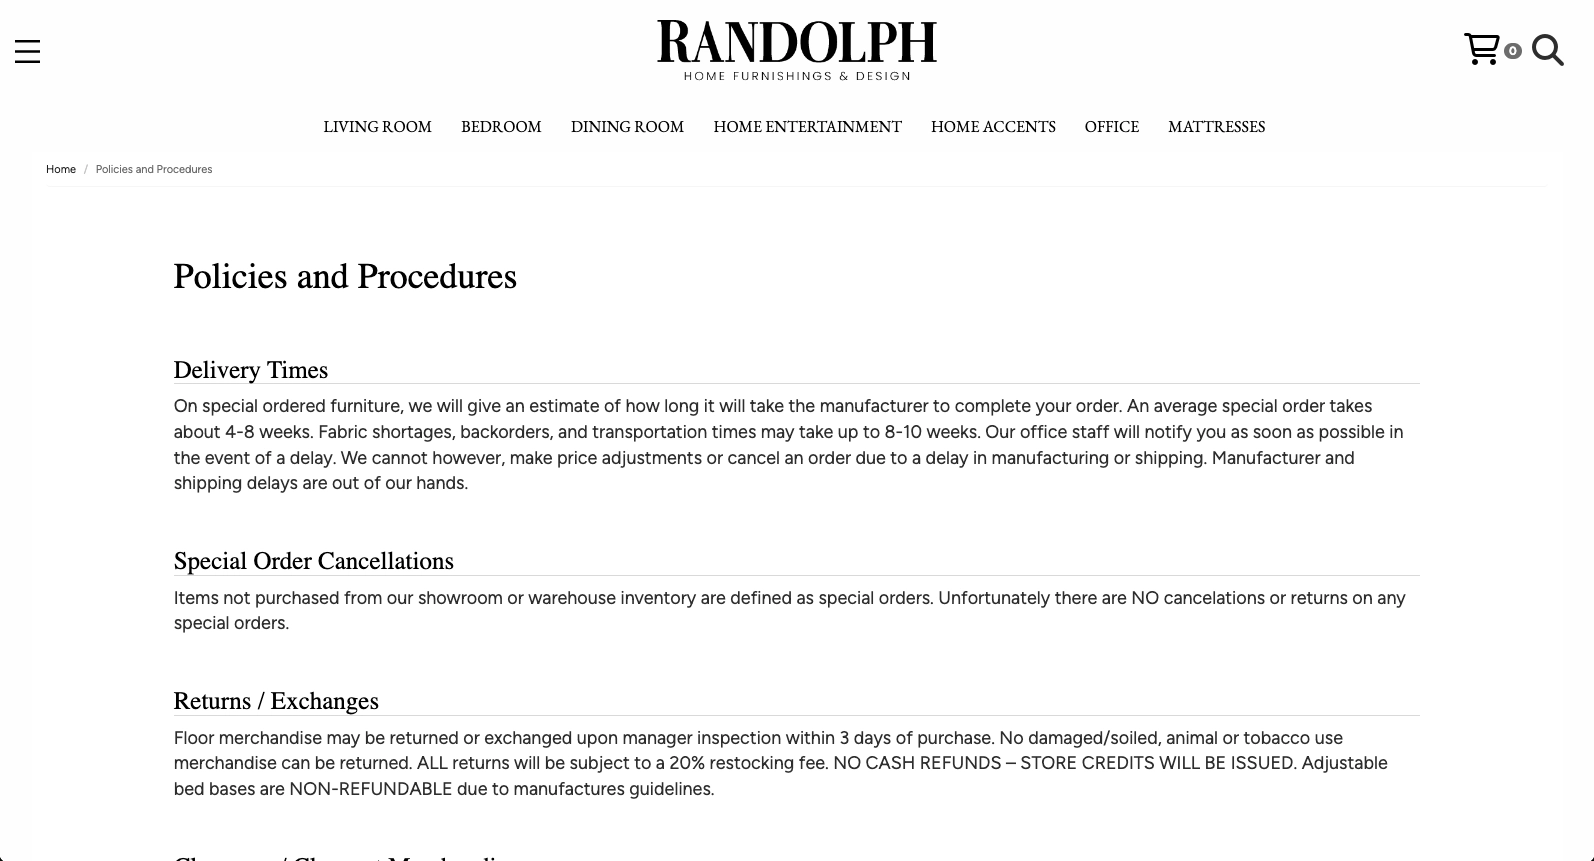 RANDOLPH
HOME FURNISHINGS & DESIGN
0
LIVING ROOM BEDROOM DINING ROOM HOME ENTERTAINMENT HOME ACCENTS OFFICE MATTRESSES
Home / Policies and Procedures
Policies and Procedures
Delivery Times
On special ordered furniture, we will give an estimate of how long it will take the manufacturer to complete your order. An average special order takes
about 4-8 weeks. Fabric shortages, backorders, and transportation times may take up to 8-10 weeks. Our office staff will notify you as soon as possible in
the event of a delay. We cannot however, make price adjustments or cancel an order due to a delay in manufacturing or shipping. Manufacturer and
shipping delays are out of our hands.
Special Order Cancellations
Items not purchased from our showroom or warehouse inventory are defined as special orders. Unfortunately there are NO cancelations or returns on any
special orders.
Returns / Exchanges
Floor merchandise may be returned or exchanged upon manager inspection within 3 days of purchase. No damaged/soiled, animal or tobacco use
merchandise can be returned. ALL returns will be subject to a 20% restocking fee. NO CASH REFUNDS – STORE CREDITS WILL BE ISSUED. Adjustable
bed bases are NON-REFUNDABLE due to manufactures guidelines.